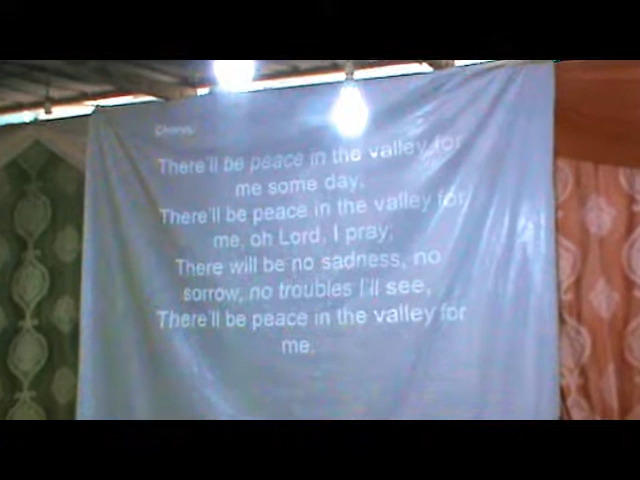 Chorus
There'll be peace in the valley for
me some day,
There'll be peace in the valley for
me, oh Lord, I pray;
There will be no sadness, no
sorrow, no troubles I'll see,
There'll be peace in the valley for
me.